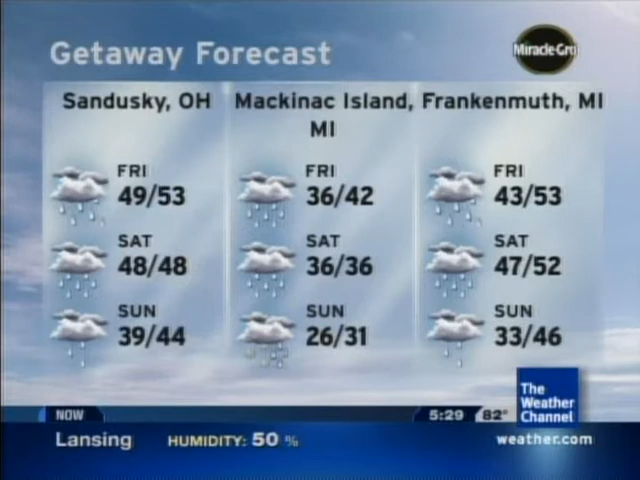 Getaway Forecast
Miracle-Gro
Sandusky, OH
FRI
49/53
SAT
48/48
SUN
39/44
Mackinac Island,
MI
FRI
36/42
SAT
36/36
SUN
26/31
Frankenmuth, MI
FRI
43/53
SAT
47/52
SUN
33/46
NOW
5:29 82°
The
Weather
Channel
Lansing HUMIDITY: 50 %
weather.com